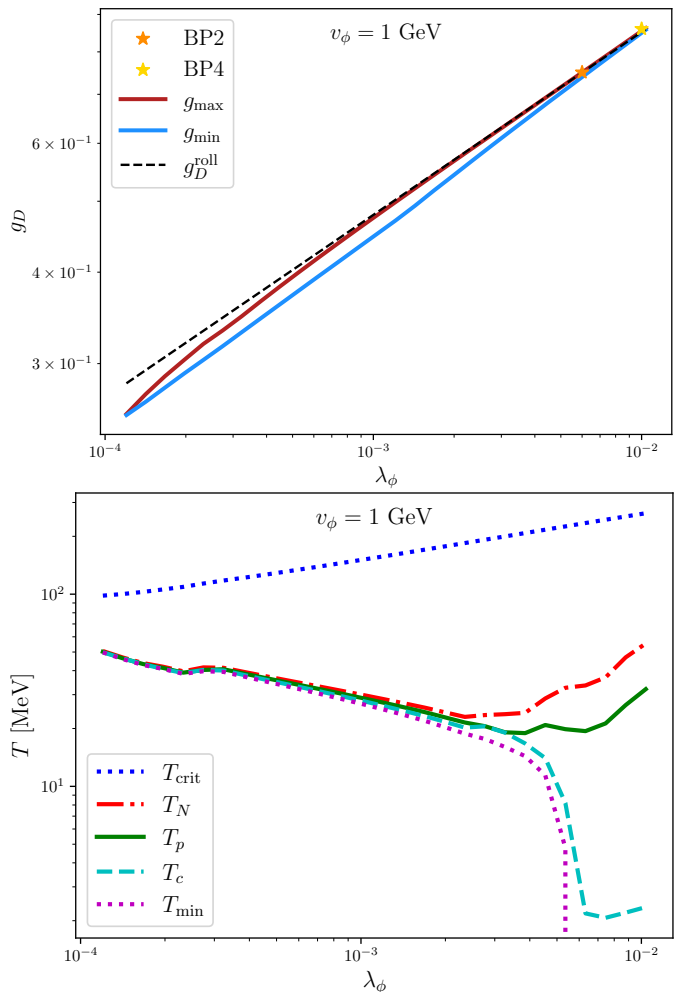 v_ϕ = 1 GeV
BP2
BP4
g_max
g_min
g_D^roll
6 × 10⁻¹
4 × 10⁻¹
3 × 10⁻¹
g_D
10⁻⁴
10⁻³
10⁻²
λ_ϕ
v_ϕ = 1 GeV
10²
10¹
T [MeV]
T_crit
T_N
T_p
T_c
T_min
10⁻⁴
10⁻³
10⁻²
λ_ϕ